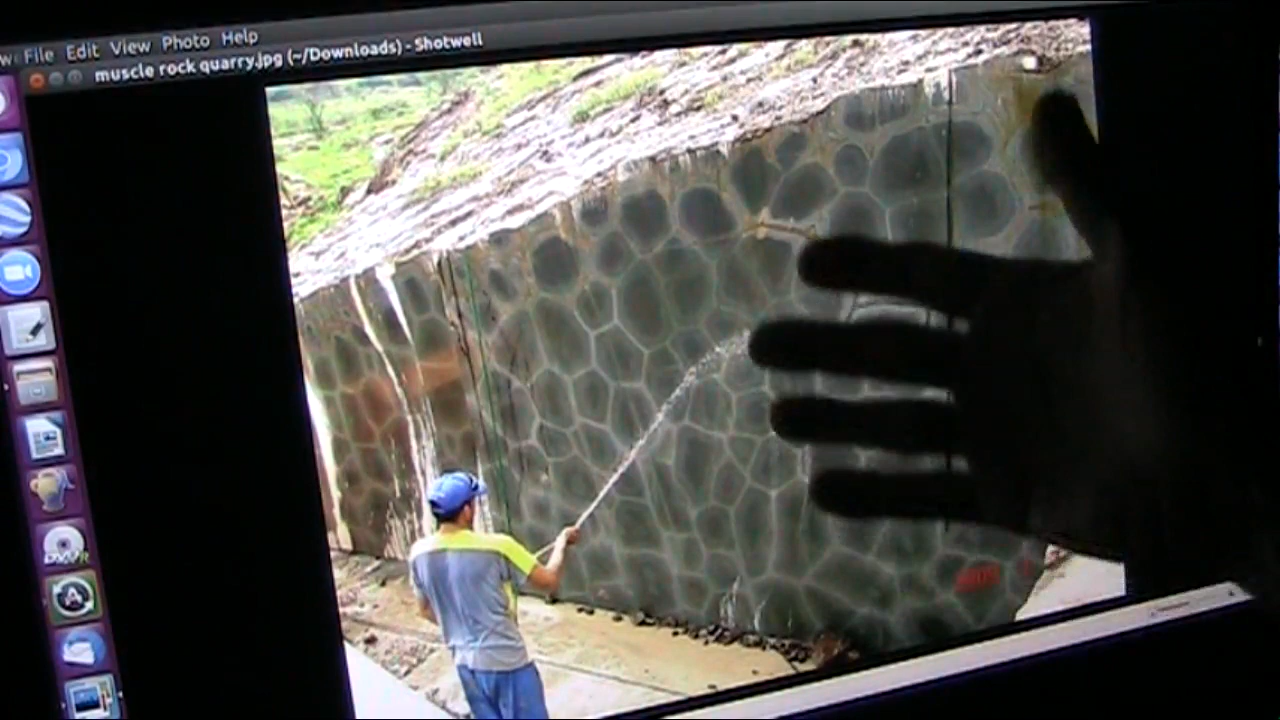 File Edit View Photo Help
muscle rock quarry.jpg (~/Downloads) - Shotwell